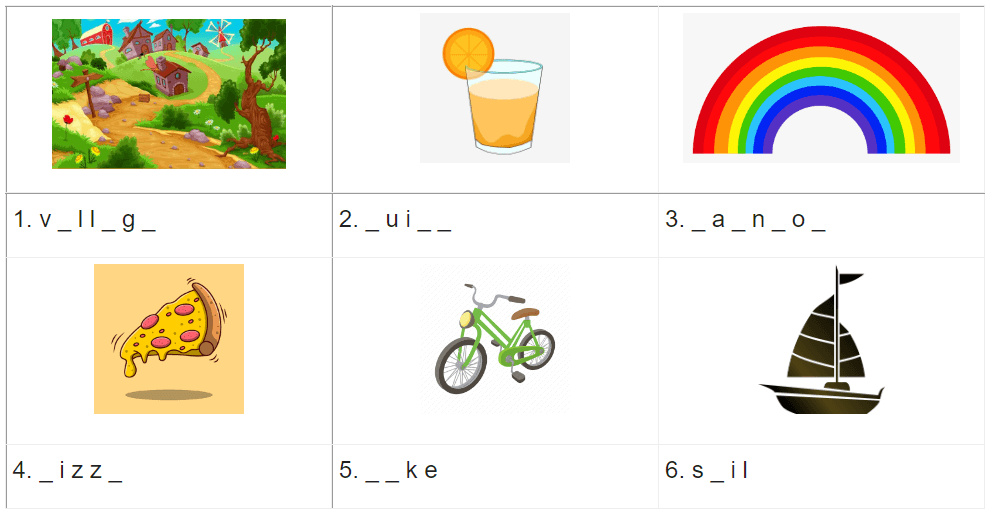 1. v _ l l _ g _
2. _ u i _ _
3. _ a _ n _ o _
4. _ i z z _
5. _ _ k e
6. s _ i l